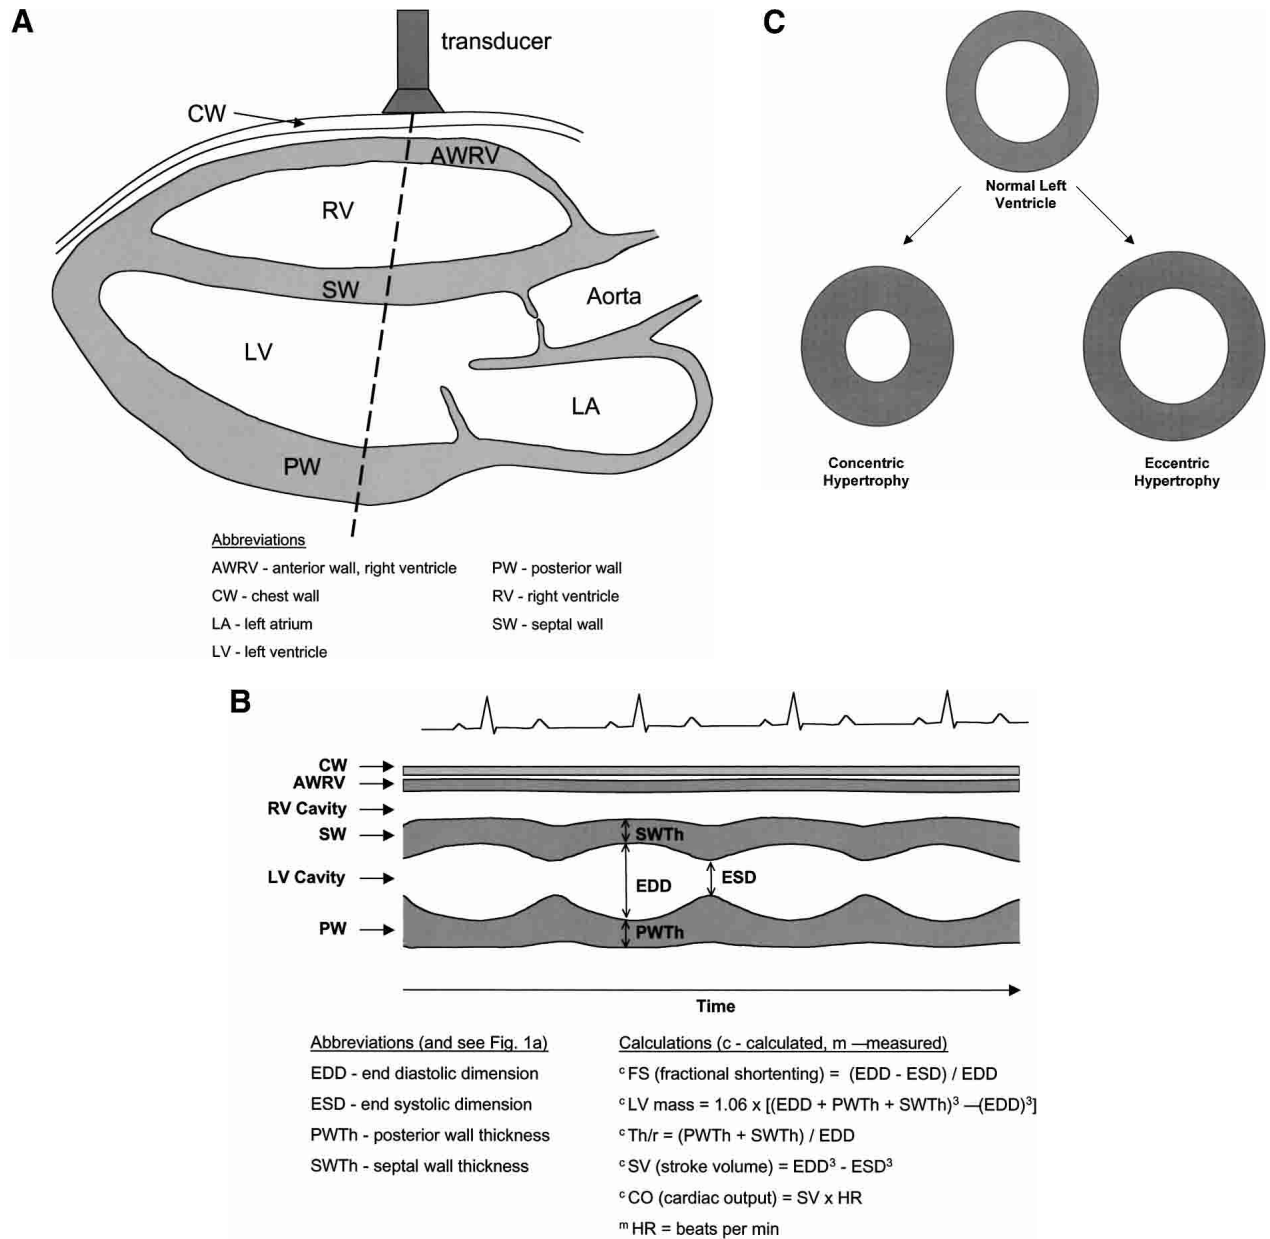 A
transducer
CW
AWRV
RV
SW
Aorta
LV
LA
PW
Abbreviations
AWRV - anterior wall, right ventricle
CW - chest wall
LA - left atrium
LV - left ventricle
PW - posterior wall
RV - right ventricle
SW - septal wall
C
Normal Left
Ventricle
Concentric
Hypertrophy
Eccentric
Hypertrophy
B
CW
AWRV
RV Cavity
SW
SWTh
LV Cavity
EDD
ESD
PW
PWTh
Time
Abbreviations (and see Fig. 1a)
EDD - end diastolic dimension
ESD - end systolic dimension
PWTh - posterior wall thickness
SWTh - septal wall thickness
Calculations (c - calculated, m —measured)
ᶜ FS (fractional shortenting) = (EDD - ESD) / EDD
ᶜ LV mass = 1.06 x [(EDD + PWTh + SWTh)³ —(EDD)³]
ᶜ Th/r = (PWTh + SWTh) / EDD
ᶜ SV (stroke volume) = EDD³ - ESD³
ᶜ CO (cardiac output) = SV x HR
ᵐ HR = beats per min